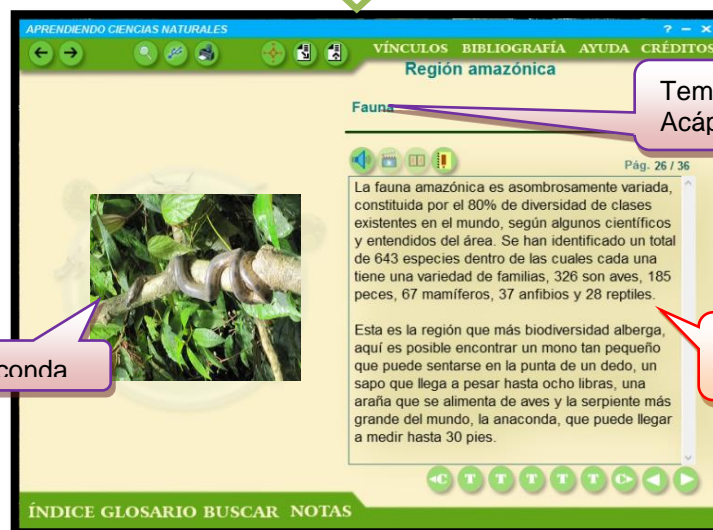 APRENDIENDO CIENCIAS NATURALES
? – ×
VÍNCULOS BIBLIOGRAFÍA AYUDA CRÉDITOS
Región amazónica
Fauna
Pág. 26 / 36
La fauna amazónica es asombrosamente variada,
constituida por el 80% de diversidad de clases
existentes en el mundo, según algunos científicos
y entendidos del área. Se han identificado un total
de 643 especies dentro de las cuales cada una
tiene una variedad de familias, 326 son aves, 185
peces, 67 mamíferos, 37 anfibios y 28 reptiles.
Esta es la región que más biodiversidad alberga,
aquí es posible encontrar un mono tan pequeño
que puede sentarse en la punta de un dedo, un
sapo que llega a pesar hasta ocho libras, una
araña que se alimenta de aves y la serpiente más
grande del mundo, la anaconda, que puede llegar
a medir hasta 30 pies.
C T T T T T C
ÍNDICE GLOSARIO BUSCAR NOTAS
Tem
Acáp
conda